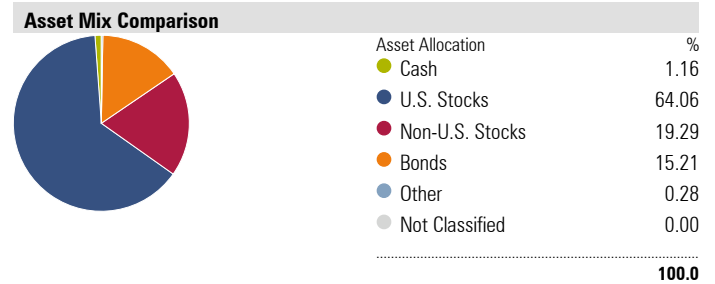 Asset Mix Comparison
Asset Allocation %
Cash 1.16
U.S. Stocks 64.06
Non-U.S. Stocks 19.29
Bonds 15.21
Other 0.28
Not Classified 0.00
100.0